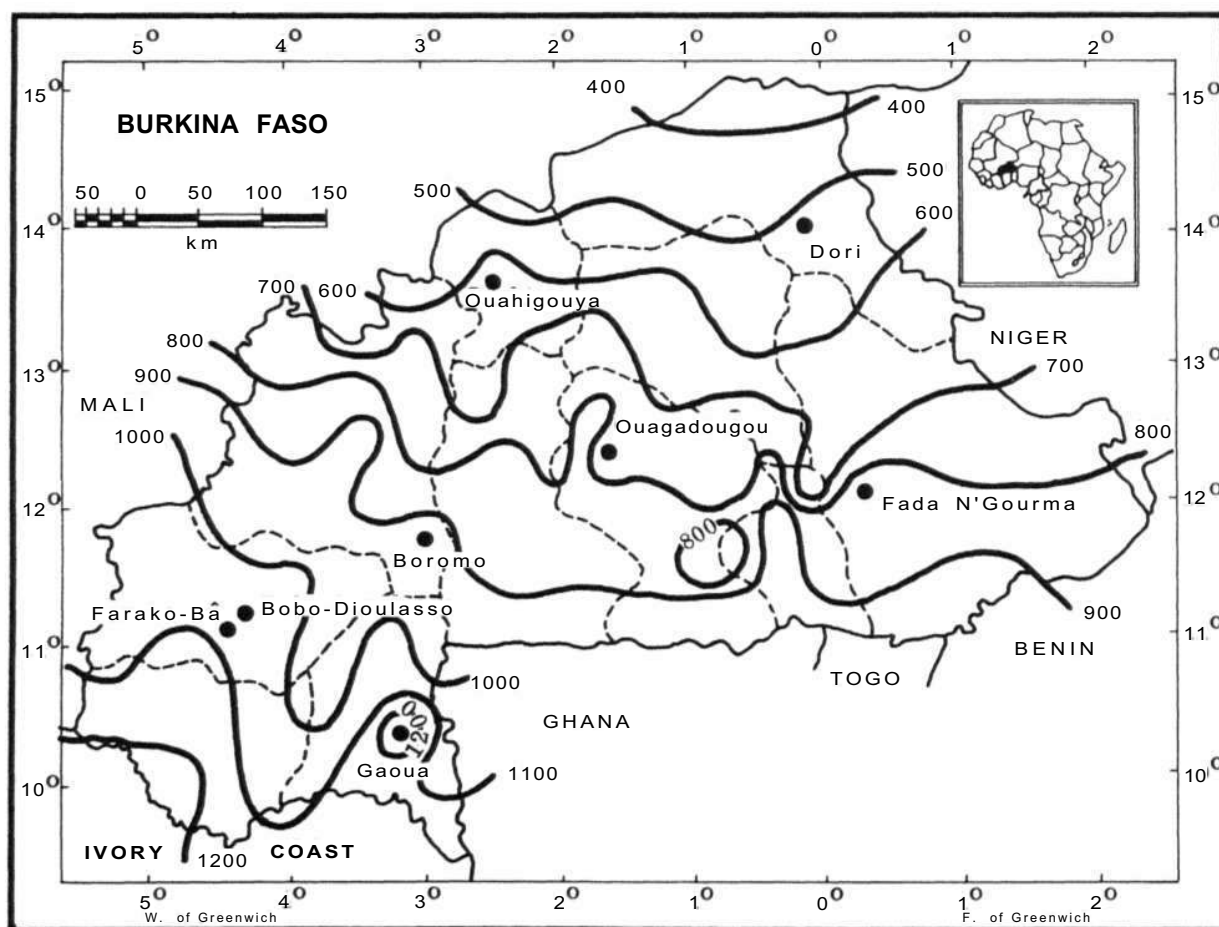 5° 4° 3° 2° 1° 0° 1° 2°
15° 15°
400 400
BURKINA FASO
500
50 0 50 100 150
km
500
600
14° 14°
Dori
700 600 Ouahigouya
800
NIGER
900
700
13° 13°
MALI
1000
Ouagadougou
800
12° 12°
Fada N'Gourma
800
Boromo
Farako-Bâ Bobo-Dioulasso
900
11° 11°
BENIN
1000
TOGO
GHANA
1200
Gaoua
1100
10° 10°
IVORY COAST
1200
5° 4° 3° 2° 1° 0° 1° 2°
W. of Greenwich F. of Greenwich